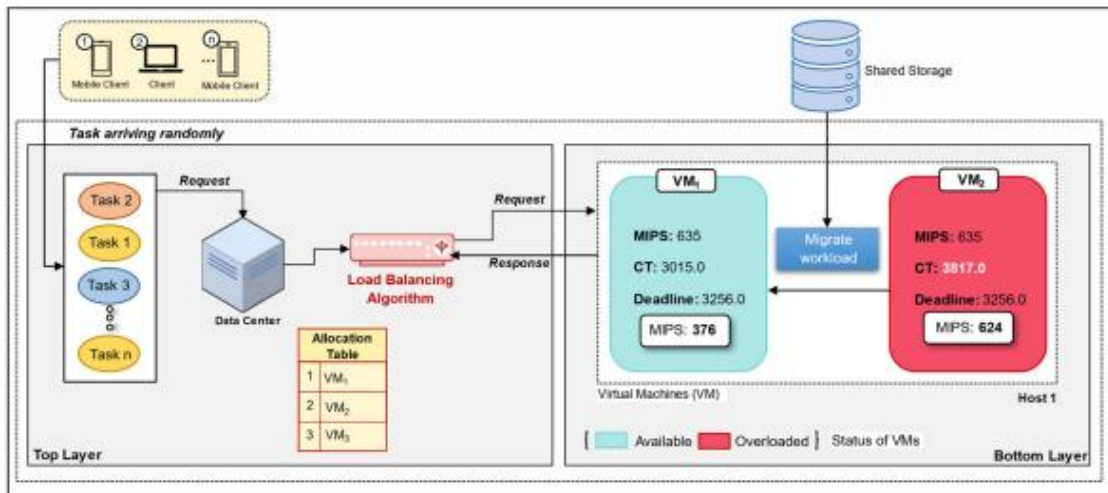 1
2
n
Mobile Client
Client
Mobile Client
Shared Storage
Task arriving randomly
Task 2
Task 1
Task 3
Task n
Request
Data Center
Load Balancing
Algorithm
Request
Response
Allocation
Table
1 VM1
2 VM2
3 VM3
Top Layer
VM1
MIPS: 635
CT: 3015.0
Deadline: 3256.0
MIPS: 376
Migrate
workload
VM2
MIPS: 635
CT: 3817.0
Deadline: 3256.0
MIPS: 624
Virtual Machines (VM)
Host 1
Available
Overloaded
Status of VMs
Bottom Layer